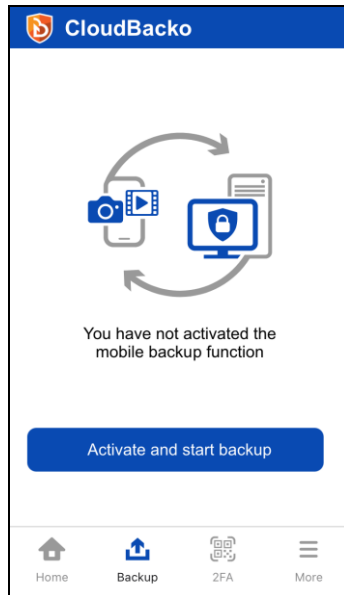 CloudBacko
You have not activated the
mobile backup function
Activate and start backup
Home
Backup
2FA
More